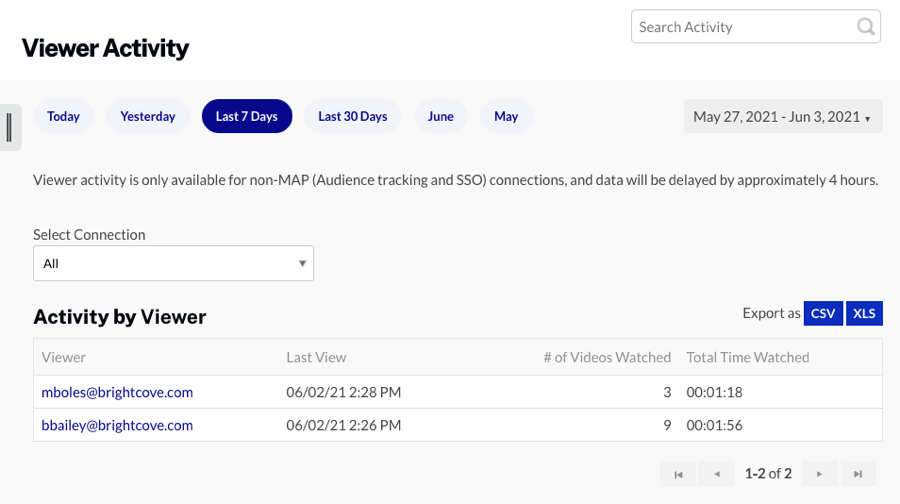 Viewer Activity
Search Activity
Today Yesterday Last 7 Days Last 30 Days June May May 27, 2021 - Jun 3, 2021
Viewer activity is only available for non-MAP (Audience tracking and SSO) connections, and data will be delayed by approximately 4 hours.
Select Connection
All
Activity by Viewer
Export as CSV XLS
Viewer Last View # of Videos Watched Total Time Watched
mboles@brightcove.com 06/02/21 2:28 PM 3 00:01:18
bbailey@brightcove.com 06/02/21 2:26 PM 9 00:01:56
1-2 of 2